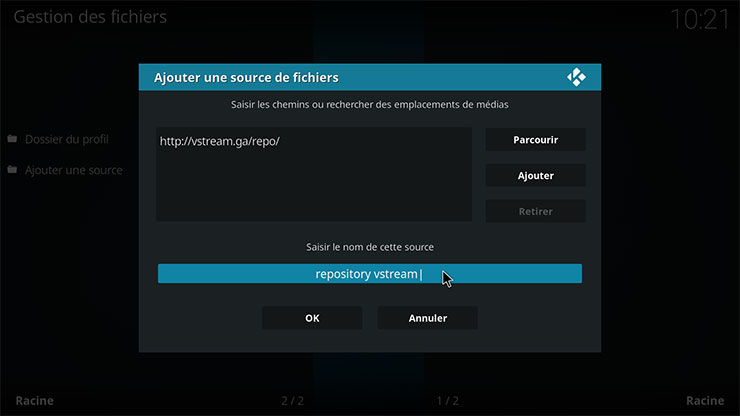 Gestion des fichiers
10:21
Ajouter une source de fichiers
Saisir les chemins ou rechercher des emplacements de médias
http://vstream.ga/repo/
Parcourir
Dossier du profil
Ajouter une source
Ajouter
Retirer
Saisir le nom de cette source
repository vstream
OK
Annuler
Racine
2 / 2
1 / 2
Racine